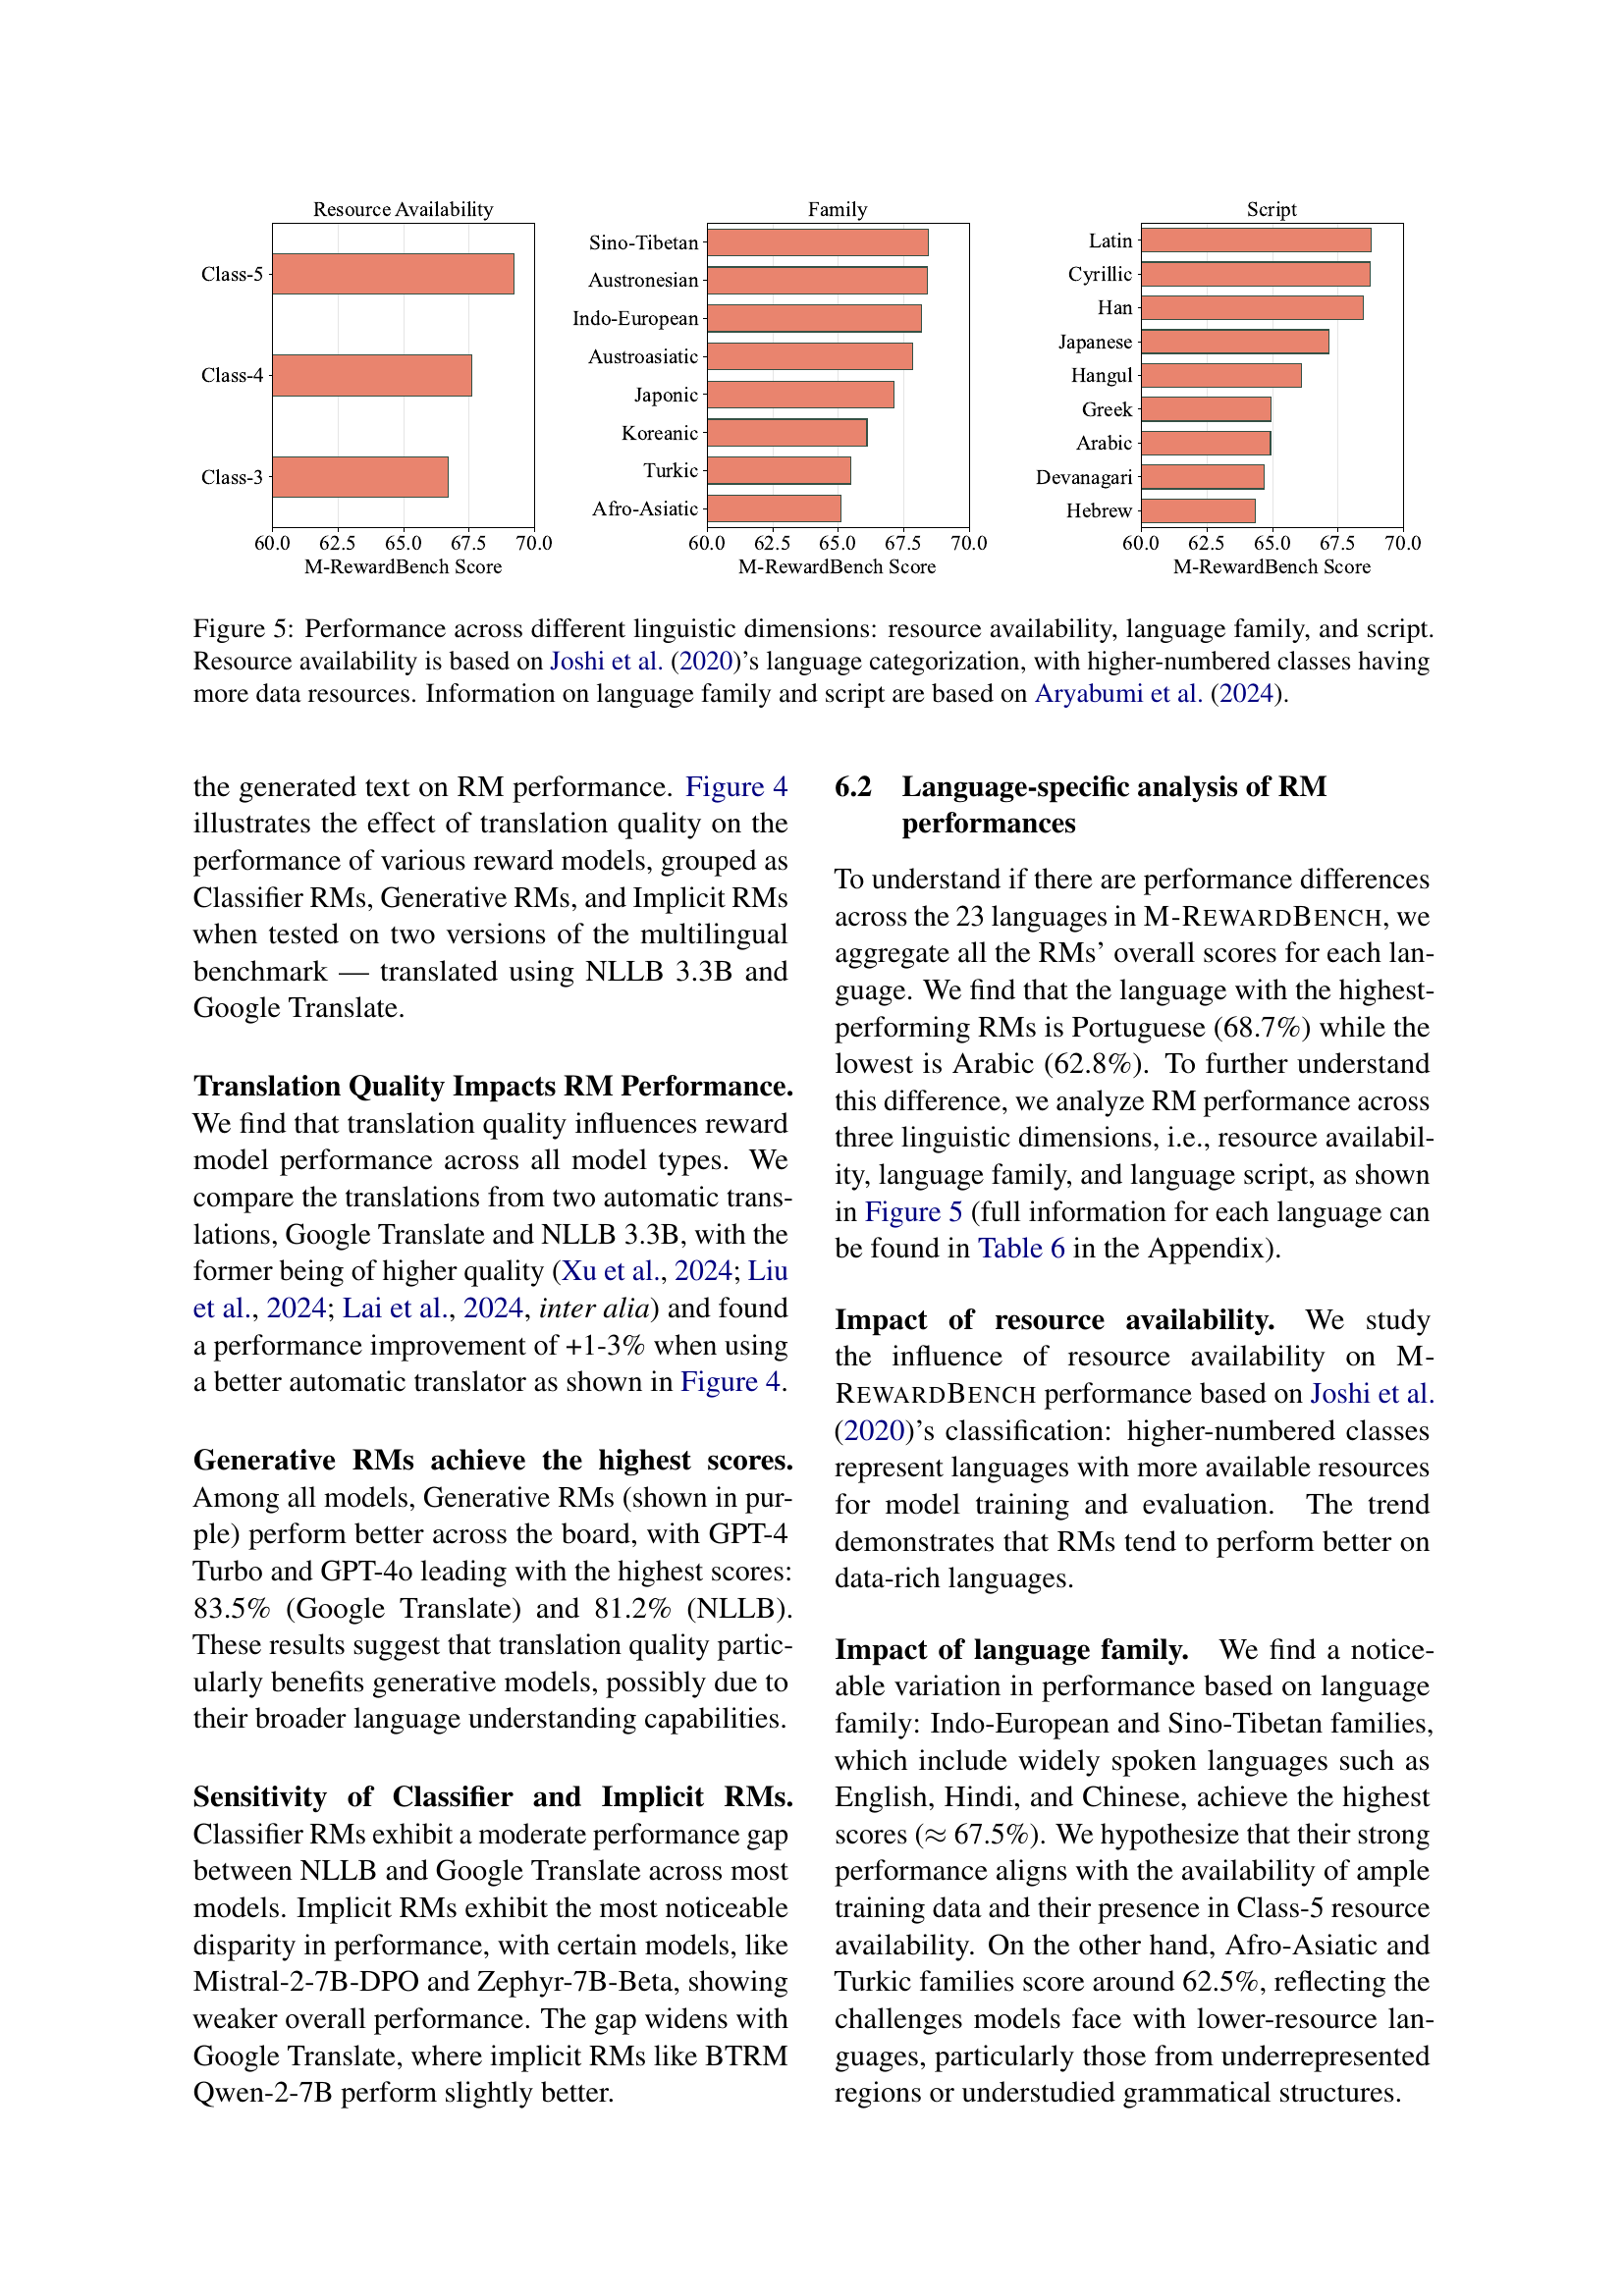 Resource Availability
Class-5
Class-4
Class-3
60.0 62.5 65.0 67.5 70.0
M-RewardBench Score
Family
Sino-Tibetan
Austronesian
Indo-European
Austroasiatic
Japonic
Koreanic
Turkic
Afro-Asiatic
60.0 62.5 65.0 67.5 70.0
M-RewardBench Score
Script
Latin
Cyrillic
Han
Japanese
Hangul
Greek
Arabic
Devanagari
Hebrew
60.0 62.5 65.0 67.5 70.0
M-RewardBench Score
Figure 5: Performance across different linguistic dimensions: resource availability, language family, and script.
Resource availability is based on Joshi et al. (2020)'s language categorization, with higher-numbered classes having
more data resources. Information on language family and script are based on Aryabumi et al. (2024).
the generated text on RM performance. Figure 4
illustrates the effect of translation quality on the
performance of various reward models, grouped as
Classifier RMs, Generative RMs, and Implicit RMs
when tested on two versions of the multilingual
benchmark — translated using NLLB 3.3B and
Google Translate.
Translation Quality Impacts RM Performance.
We find that translation quality influences reward
model performance across all model types. We
compare the translations from two automatic trans-
lations, Google Translate and NLLB 3.3B, with the
former being of higher quality (Xu et al., 2024; Liu
et al., 2024; Lai et al., 2024, inter alia) and found
a performance improvement of +1-3% when using
a better automatic translator as shown in Figure 4.
Generative RMs achieve the highest scores.
Among all models, Generative RMs (shown in pur-
ple) perform better across the board, with GPT-4
Turbo and GPT-4o leading with the highest scores:
83.5% (Google Translate) and 81.2% (NLLB).
These results suggest that translation quality partic-
ularly benefits generative models, possibly due to
their broader language understanding capabilities.
Sensitivity of Classifier and Implicit RMs.
Classifier RMs exhibit a moderate performance gap
between NLLB and Google Translate across most
models. Implicit RMs exhibit the most noticeable
disparity in performance, with certain models, like
Mistral-2-7B-DPO and Zephyr-7B-Beta, showing
weaker overall performance. The gap widens with
Google Translate, where implicit RMs like BTRM
Qwen-2-7B perform slightly better.
6.2 Language-specific analysis of RM
performances
To understand if there are performance differences
across the 23 languages in M-REWARDBENCH, we
aggregate all the RMs' overall scores for each lan-
guage. We find that the language with the highest-
performing RMs is Portuguese (68.7%) while the
lowest is Arabic (62.8%). To further understand
this difference, we analyze RM performance across
three linguistic dimensions, i.e., resource availabil-
ity, language family, and language script, as shown
in Figure 5 (full information for each language can
be found in Table 6 in the Appendix).
Impact of resource availability. We study
the influence of resource availability on M-
REWARDBENCH performance based on Joshi et al.
(2020)'s classification: higher-numbered classes
represent languages with more available resources
for model training and evaluation. The trend
demonstrates that RMs tend to perform better on
data-rich languages.
Impact of language family. We find a notice-
able variation in performance based on language
family: Indo-European and Sino-Tibetan families,
which include widely spoken languages such as
English, Hindi, and Chinese, achieve the highest
scores (≈ 67.5%). We hypothesize that their strong
performance aligns with the availability of ample
training data and their presence in Class-5 resource
availability. On the other hand, Afro-Asiatic and
Turkic families score around 62.5%, reflecting the
challenges models face with lower-resource lan-
guages, particularly those from underrepresented
regions or understudied grammatical structures.